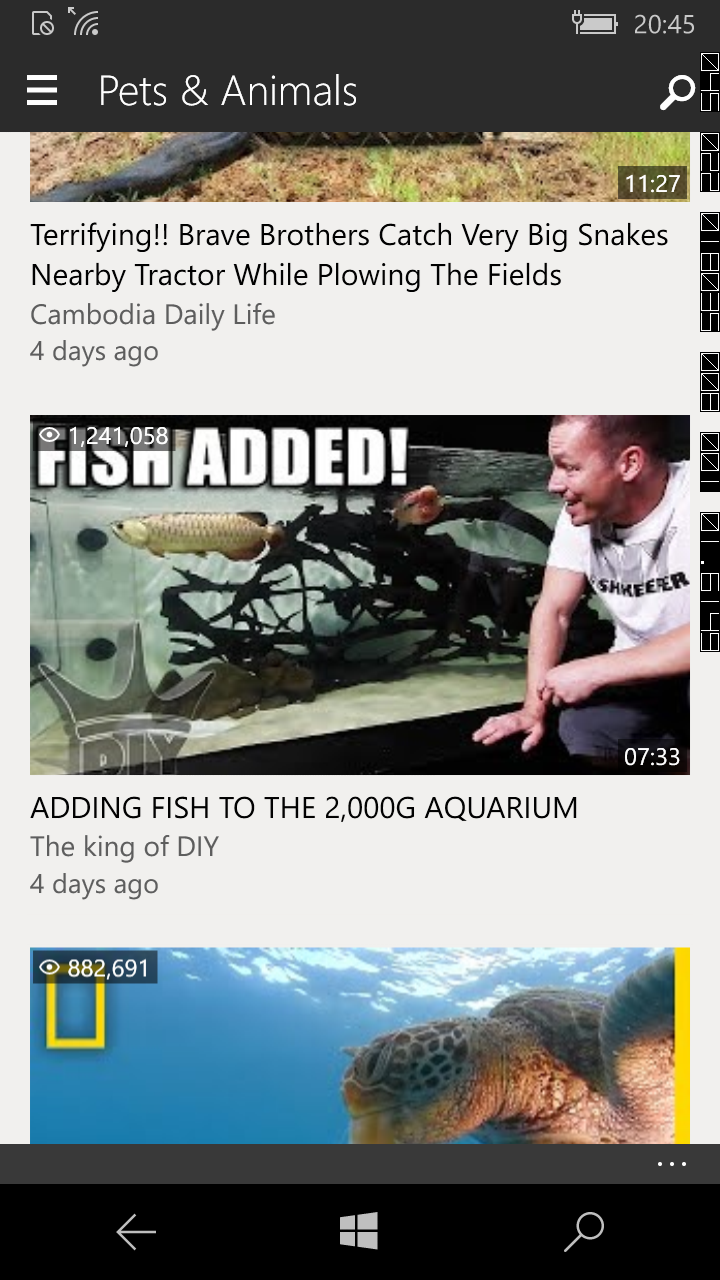 20:45
Pets & Animals
11:27
Terrifying!! Brave Brothers Catch Very Big Snakes
Nearby Tractor While Plowing The Fields
Cambodia Daily Life
4 days ago
1,241,058
FISH ADDED!
SHKEEPER
DIY
07:33
ADDING FISH TO THE 2,000G AQUARIUM
The king of DIY
4 days ago
882,691